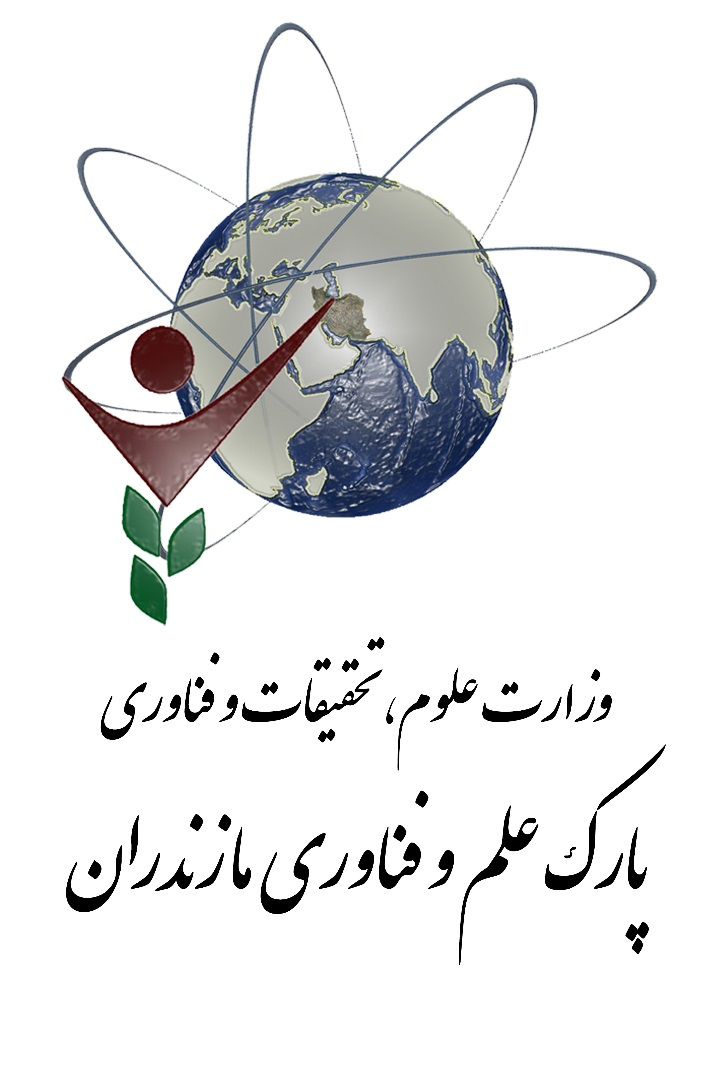 وزارت علوم، تحقیقات و فناوری
پارک علم و فناوری مازندران